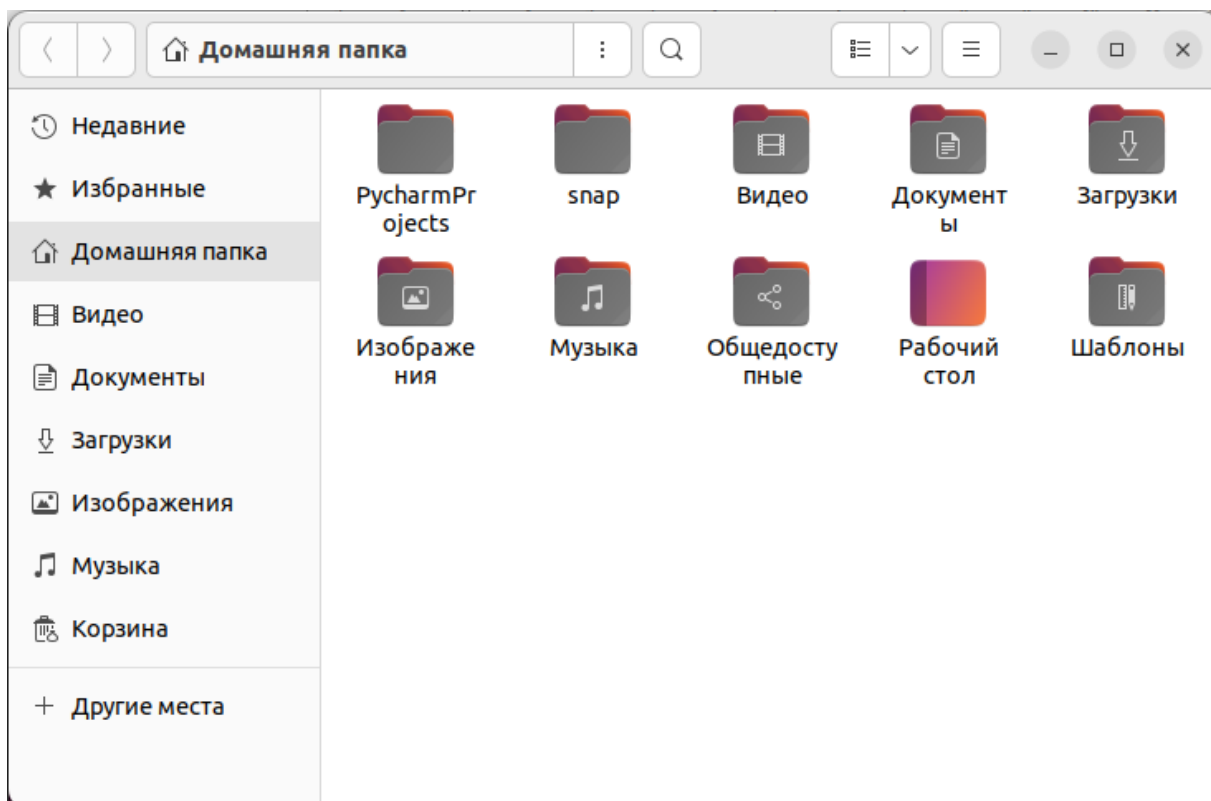 Домашняя папка
Недавние
Избранные
Домашняя папка
Видео
Документы
Загрузки
Изображения
Музыка
Корзина
Другие места
PycharmPr
ojects
snap
Видео
Документ
ы
Загрузки
Изображе
ния
Музыка
Общедосту
пные
Рабочий
стол
Шаблоны